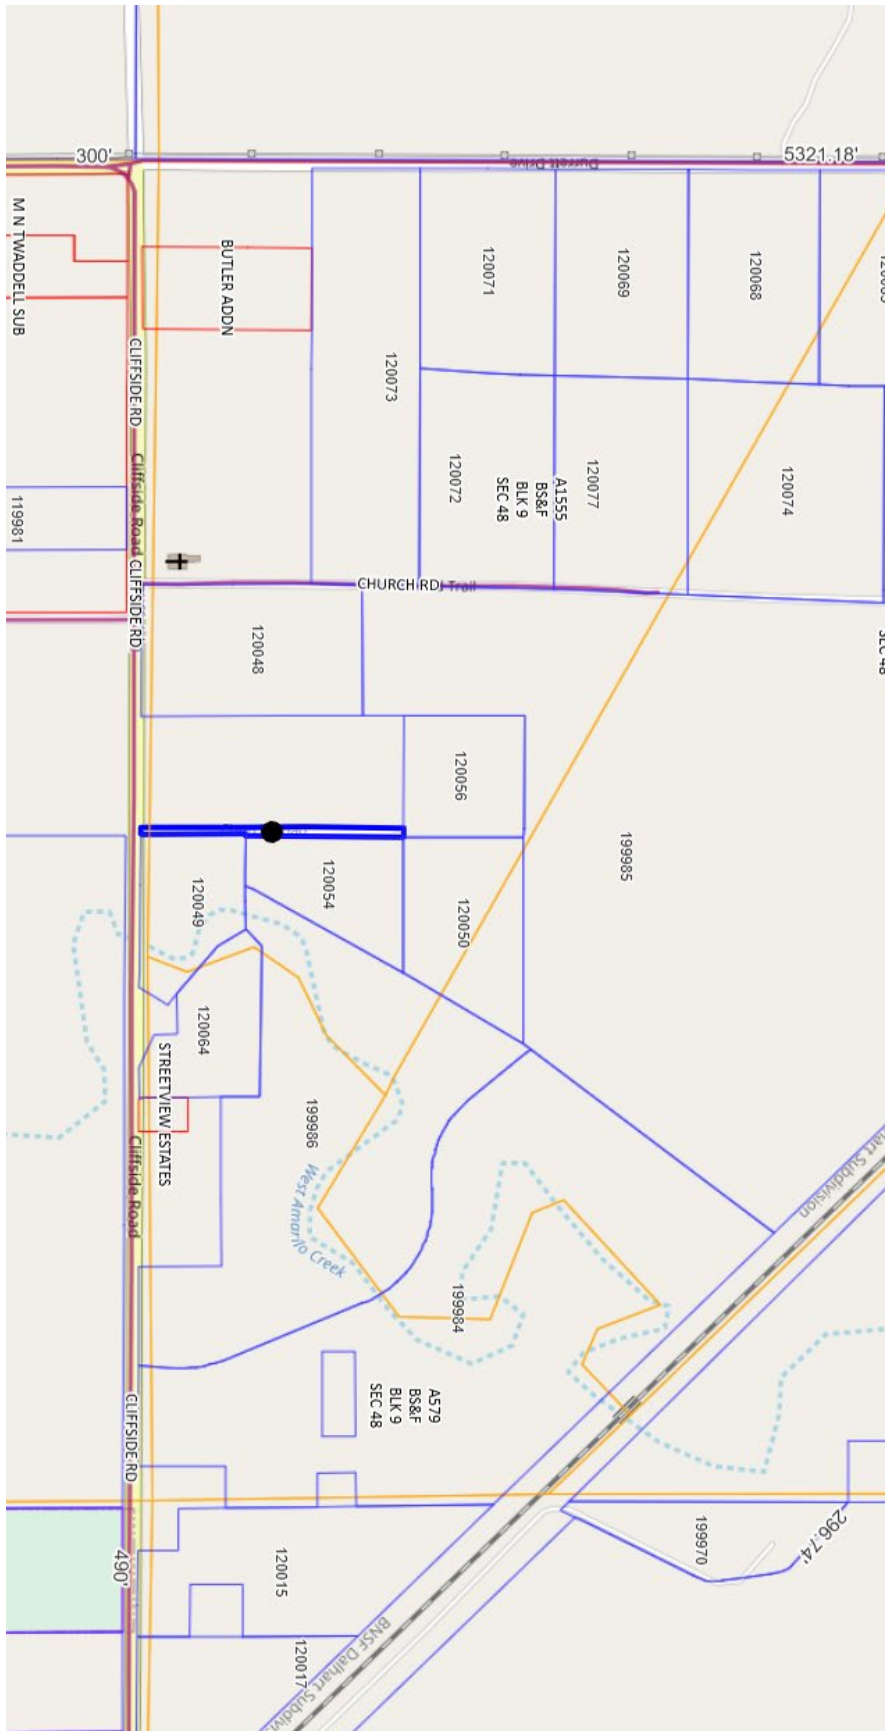 300'
5321.18'
Durrett Drive
M N TWADDELL SUB
BUTLER ADDN
120071
120069
120068
CLIFFSIDE RD
120073
Cliffside Road
120072
A1555
BS&F
BLK 9
SEC 48
120077
120074
119981
CLIFFSIDE RD
CHURCH RD
Trail
SEC 48
120048
120056
199985
120049
120054
120050
120064
STREETVIEW ESTATES
199986
West Amarillo Creek
Cliffside Road
Subdivision
199984
A579
BS&F
BLK 9
SEC 48
CLIFFSIDE RD
490'
120015
199970
296.74'
120017
BNSF Dalhart Subdivis